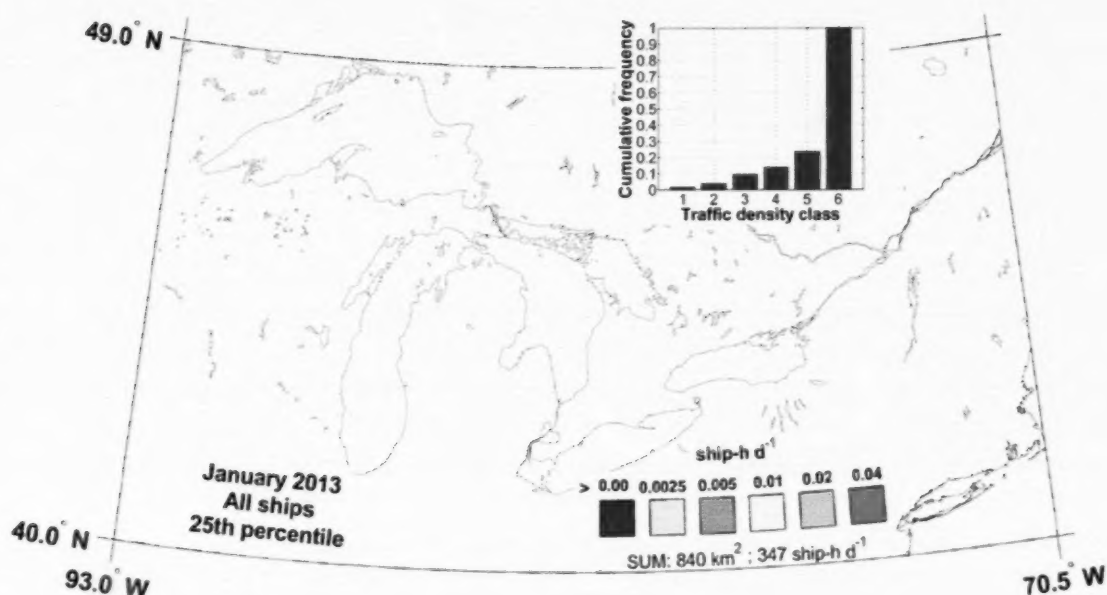 49.0° N
Cumulative frequency
1
0.9
0.8
0.7
0.6
0.5
0.4
0.3
0.2
0.1
0
1 2 3 4 5 6
Traffic density class
January 2013
All ships
25th percentile
ship-h d⁻¹
> 0.00 0.0025 0.005 0.01 0.02 0.04
SUM: 840 km² ; 347 ship-h d⁻¹
40.0° N
93.0° W
70.5° W